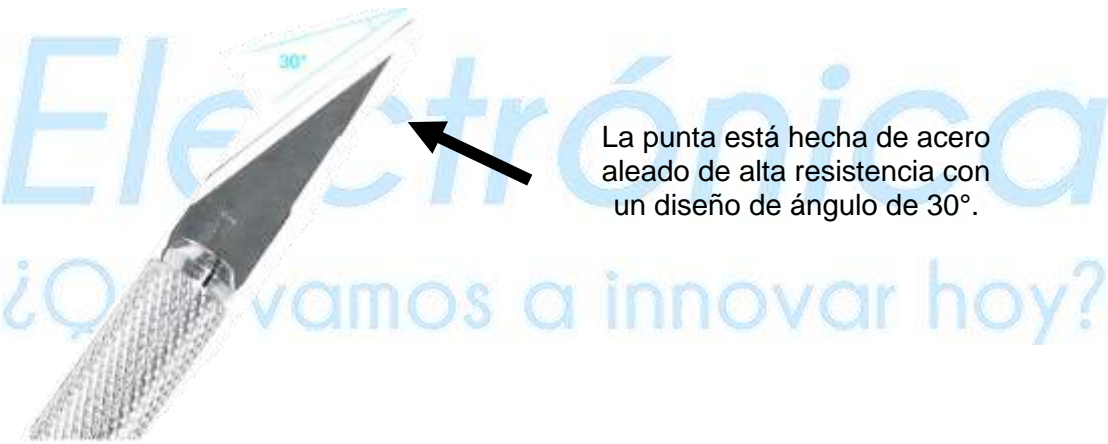 30°
Electrónica
La punta está hecha de acero
aleado de alta resistencia con
un diseño de ángulo de 30°.
¿Q vamos a innovar hoy?